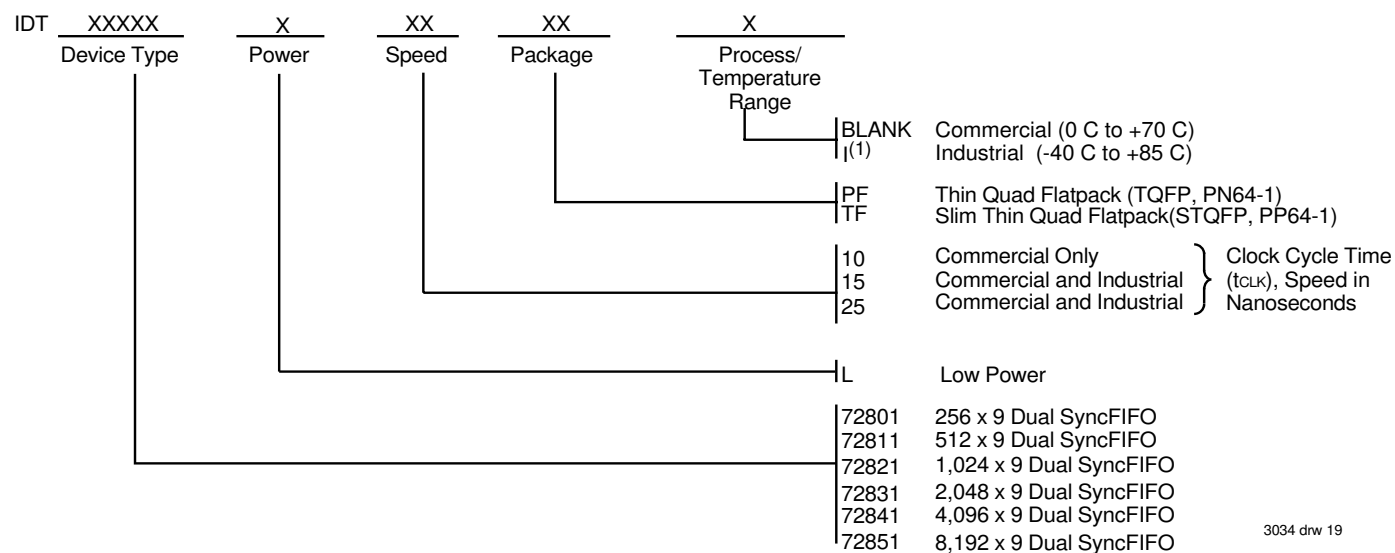 IDT XXXXX X XX XX X
Device Type Power Speed Package Process/
Temperature
Range
BLANK Commercial (0 C to +70 C)
I(1) Industrial (-40 C to +85 C)
PF Thin Quad Flatpack (TQFP, PN64-1)
TF Slim Thin Quad Flatpack(STQFP, PP64-1)
10 Commercial Only Clock Cycle Time
15 Commercial and Industrial (tCLK), Speed in
25 Commercial and Industrial Nanoseconds
L Low Power
72801 256 x 9 Dual SyncFIFO
72811 512 x 9 Dual SyncFIFO
72821 1,024 x 9 Dual SyncFIFO
72831 2,048 x 9 Dual SyncFIFO
72841 4,096 x 9 Dual SyncFIFO
72851 8,192 x 9 Dual SyncFIFO
3034 drw 19